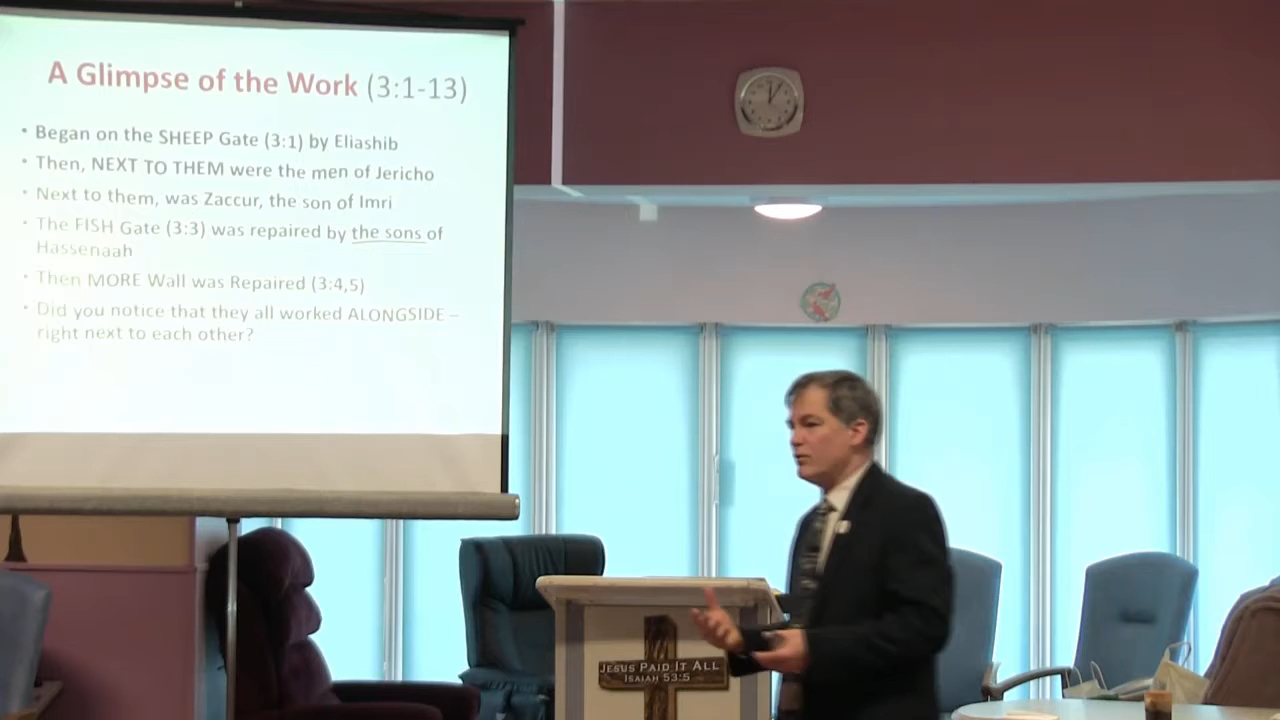 A Glimpse of the Work (3:1-13)
• Began on the SHEEP Gate (3:1) by Eliashib
• Then, NEXT TO THEM were the men of Jericho
• Next to them, was Zaccur, the son of Imri
• The FISH Gate (3:3) was repaired by the sons of
Hassenaah
• Then MORE Wall was Repaired (3:4,5)
• Did you notice that they all worked ALONGSIDE –
right next to each other?
JESUS PAID IT ALL
ISAIAH 53:5